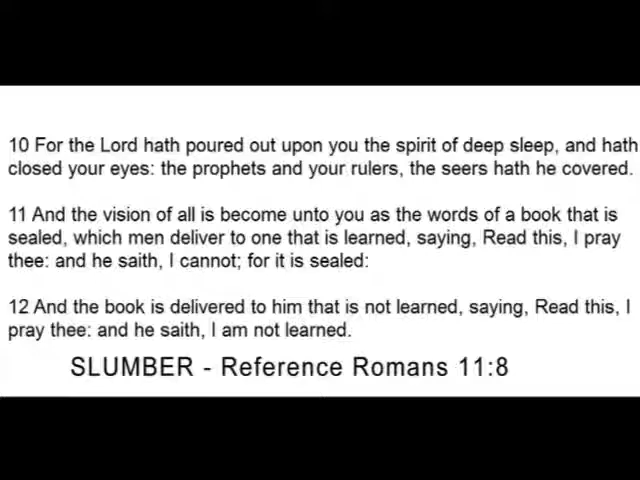 10 For the Lord hath poured out upon you the spirit of deep sleep, and hath
closed your eyes: the prophets and your rulers, the seers hath he covered.
11 And the vision of all is become unto you as the words of a book that is
sealed, which men deliver to one that is learned, saying, Read this, I pray
thee: and he saith, I cannot; for it is sealed:
12 And the book is delivered to him that is not learned, saying, Read this, I
pray thee: and he saith, I am not learned.
SLUMBER - Reference Romans 11:8